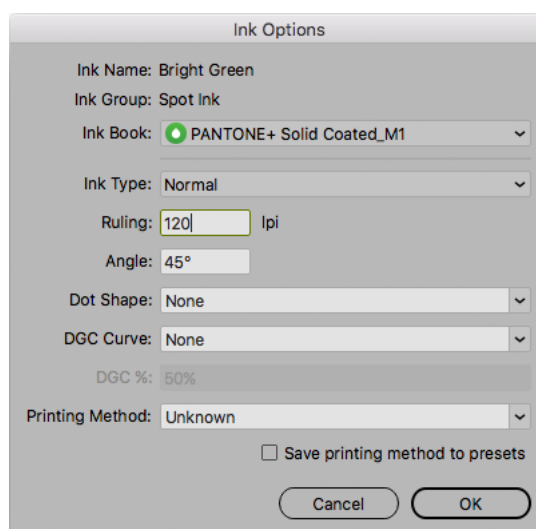 Ink Options
Ink Name: Bright Green
Ink Group: Spot Ink
Ink Book: PANTONE+ Solid Coated_M1
Ink Type: Normal
Ruling: 120 lpi
Angle: 45°
Dot Shape: None
DGC Curve: None
DGC %: 50%
Printing Method: Unknown
Save printing method to presets
Cancel OK